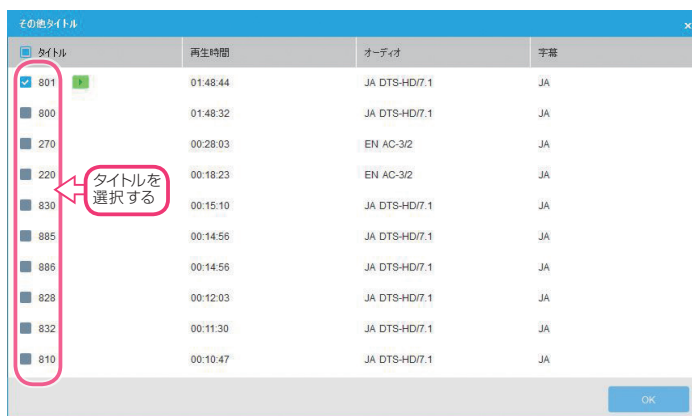 その他タイトル ×
タイトル 再生時間 オーディオ 字幕
801 01:48:44 JA DTS-HD/7.1 JA
800 01:48:32 JA DTS-HD/7.1 JA
270 00:28:03 EN AC-3/2 JA
220 00:18:23 EN AC-3/2 JA
タイトルを
選択する
830 00:15:10 JA DTS-HD/7.1 JA
885 00:14:56 JA DTS-HD/7.1 JA
886 00:14:56 JA DTS-HD/7.1 JA
828 00:12:03 JA DTS-HD/7.1 JA
832 00:11:30 JA DTS-HD/7.1 JA
810 00:10:47 JA DTS-HD/7.1 JA
OK